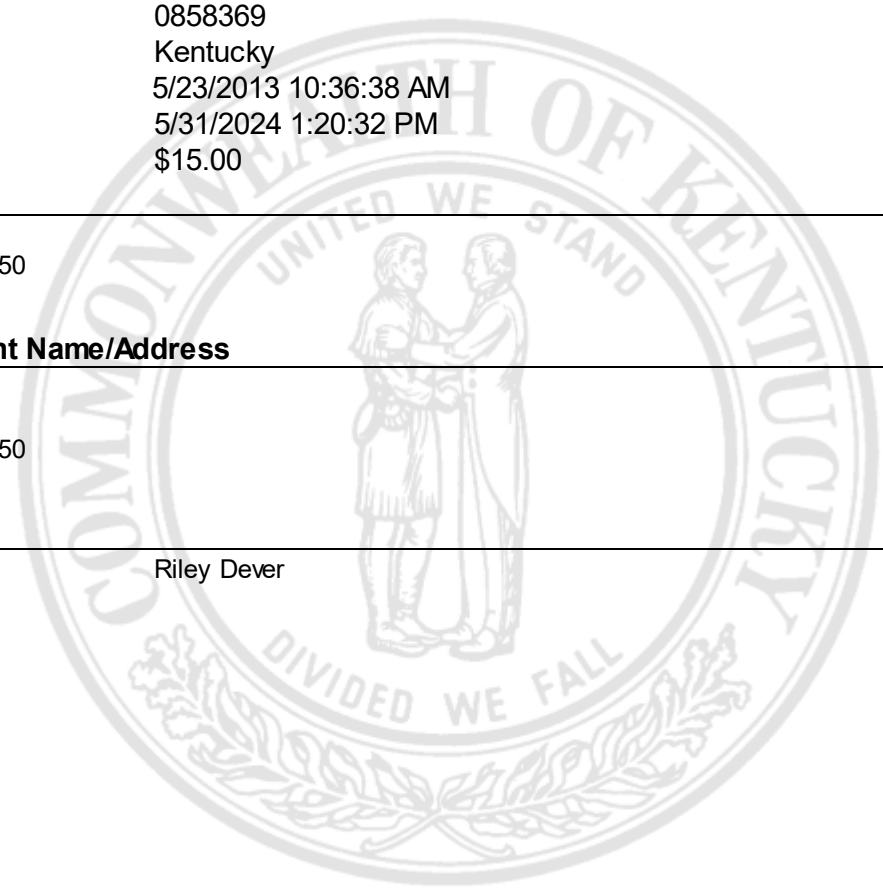 0858369
Kentucky
5/23/2013 10:36:38 AM
5/31/2024 1:20:32 PM
$15.00
50
nt Name/Address
50
Riley Dever
COMMONWEALTH OF KENTUCKY
UNITED WE STAND
DIVIDED WE FALL